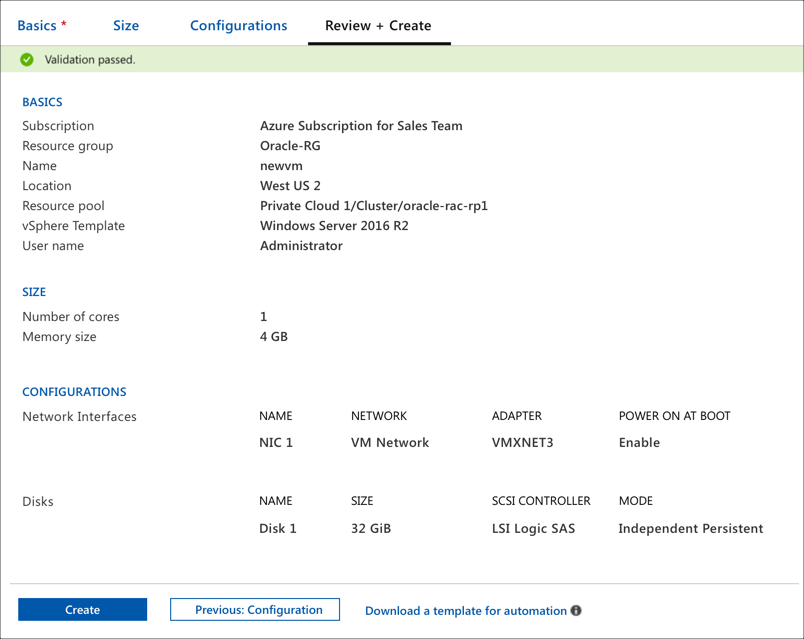 Basics * Size Configurations Review + Create
Validation passed.
BASICS
Subscription Azure Subscription for Sales Team
Resource group Oracle-RG
Name newvm
Location West US 2
Resource pool Private Cloud 1/Cluster/oracle-rac-rp1
vSphere Template Windows Server 2016 R2
User name Administrator
SIZE
Number of cores 1
Memory size 4 GB
CONFIGURATIONS
Network Interfaces NAME NETWORK ADAPTER POWER ON AT BOOT
NIC 1 VM Network VMXNET3 Enable
Disks NAME SIZE SCSI CONTROLLER MODE
Disk 1 32 GiB LSI Logic SAS Independent Persistent
Create Previous: Configuration Download a template for automation